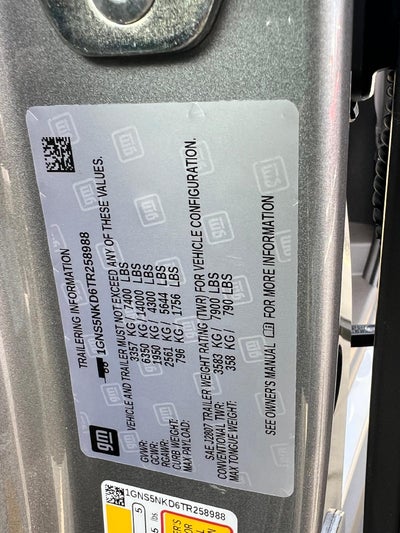 TRAILERING INFORMATION
1GNS5NKD6TR258988
VEHICLE AND TRAILER MUST NOT EXCEED ANY OF THESE VALUES.
GVWR: 3357 KG / 7400 LBS
GCWR: 6350 KG / 14000 LBS
RGAWR: 1950 KG / 4300 LBS
CURB WEIGHT: 2561 KG / 5644 LBS
MAX PAYLOAD: 796 KG / 1756 LBS
SAE J2807 TRAILER WEIGHT RATING (TWR) FOR VEHICLE CONFIGURATION.
CONVENTIONAL TWR: 3583 KG / 7900 LBS
MAX TONGUE WEIGHT: 358 KG / 790 LBS
SEE OWNER'S MANUAL FOR MORE INFORMATION
gm
1GNS5NKD6TR258988
5
lbs